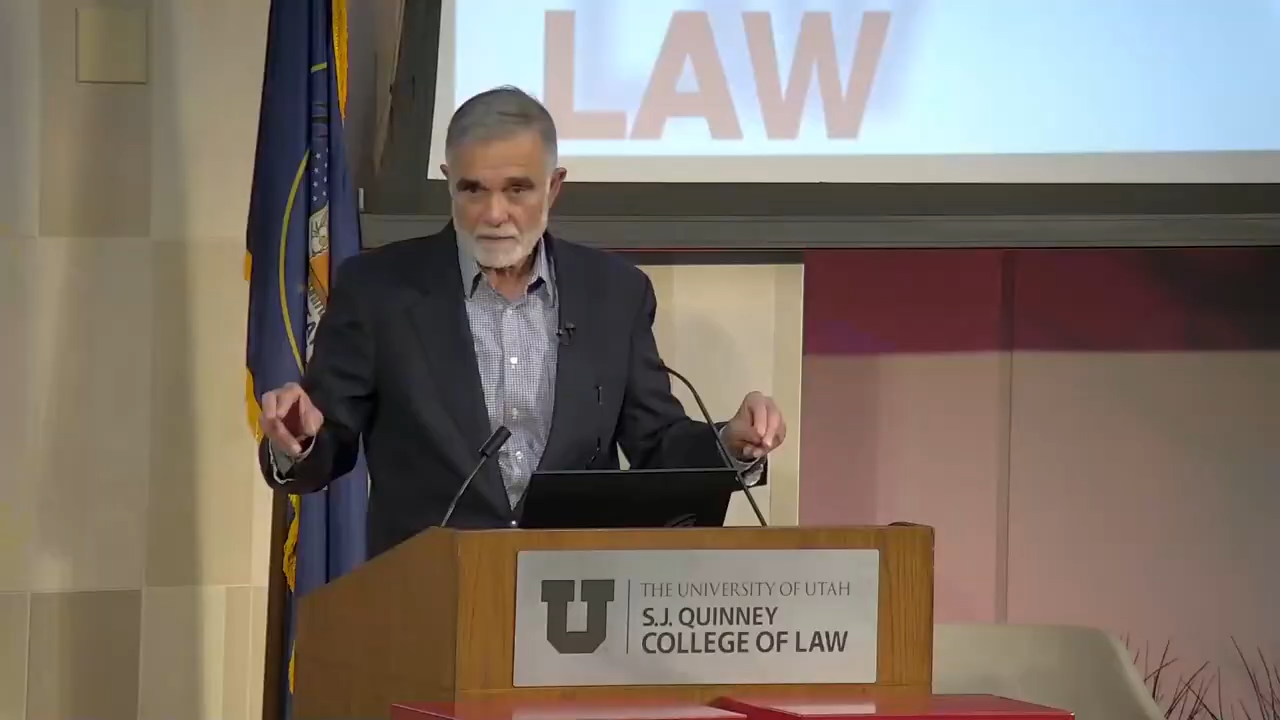 LAW
U
THE UNIVERSITY OF UTAH
S.J. QUINNEY
COLLEGE OF LAW